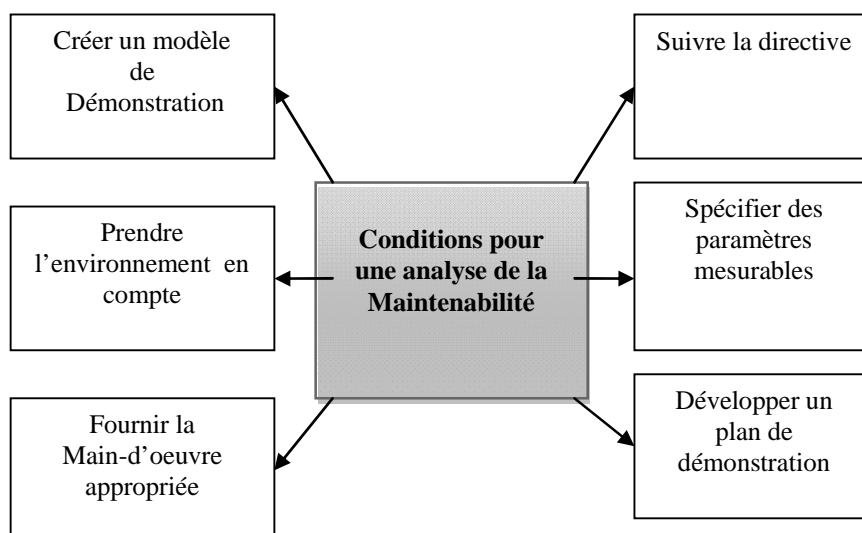 Créer un modèle
de
Démonstration
Suivre la directive
Prendre
l’environnement en
compte
Conditions pour
une analyse de la
Maintenabilité
Spécifier des
paramètres
mesurables
Fournir la
Main-d’oeuvre
appropriée
Développer un
plan de
démonstration